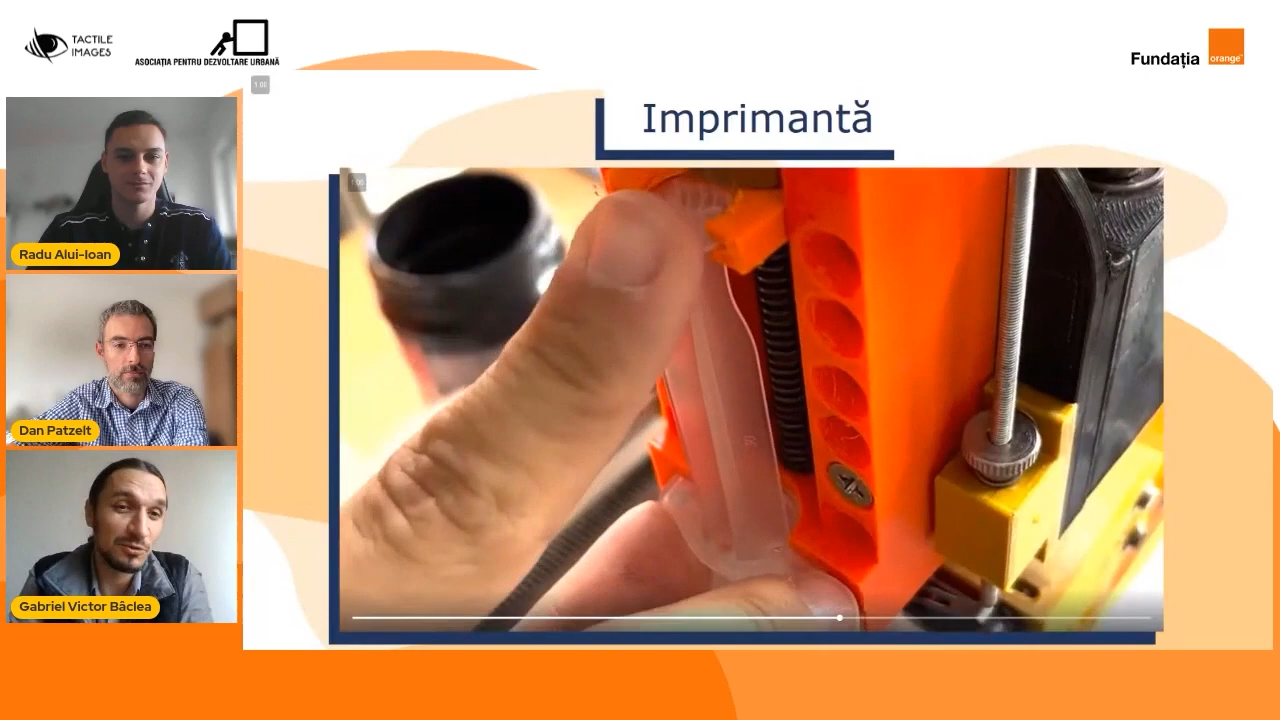 TACTILE
IMAGES
ASOCIAȚIA PENTRU DEZVOLTARE URBANĂ
Fundația
orange
Imprimantă
Radu Alui-Ioan
Dan Patzelt
Gabriel Victor Bâclea